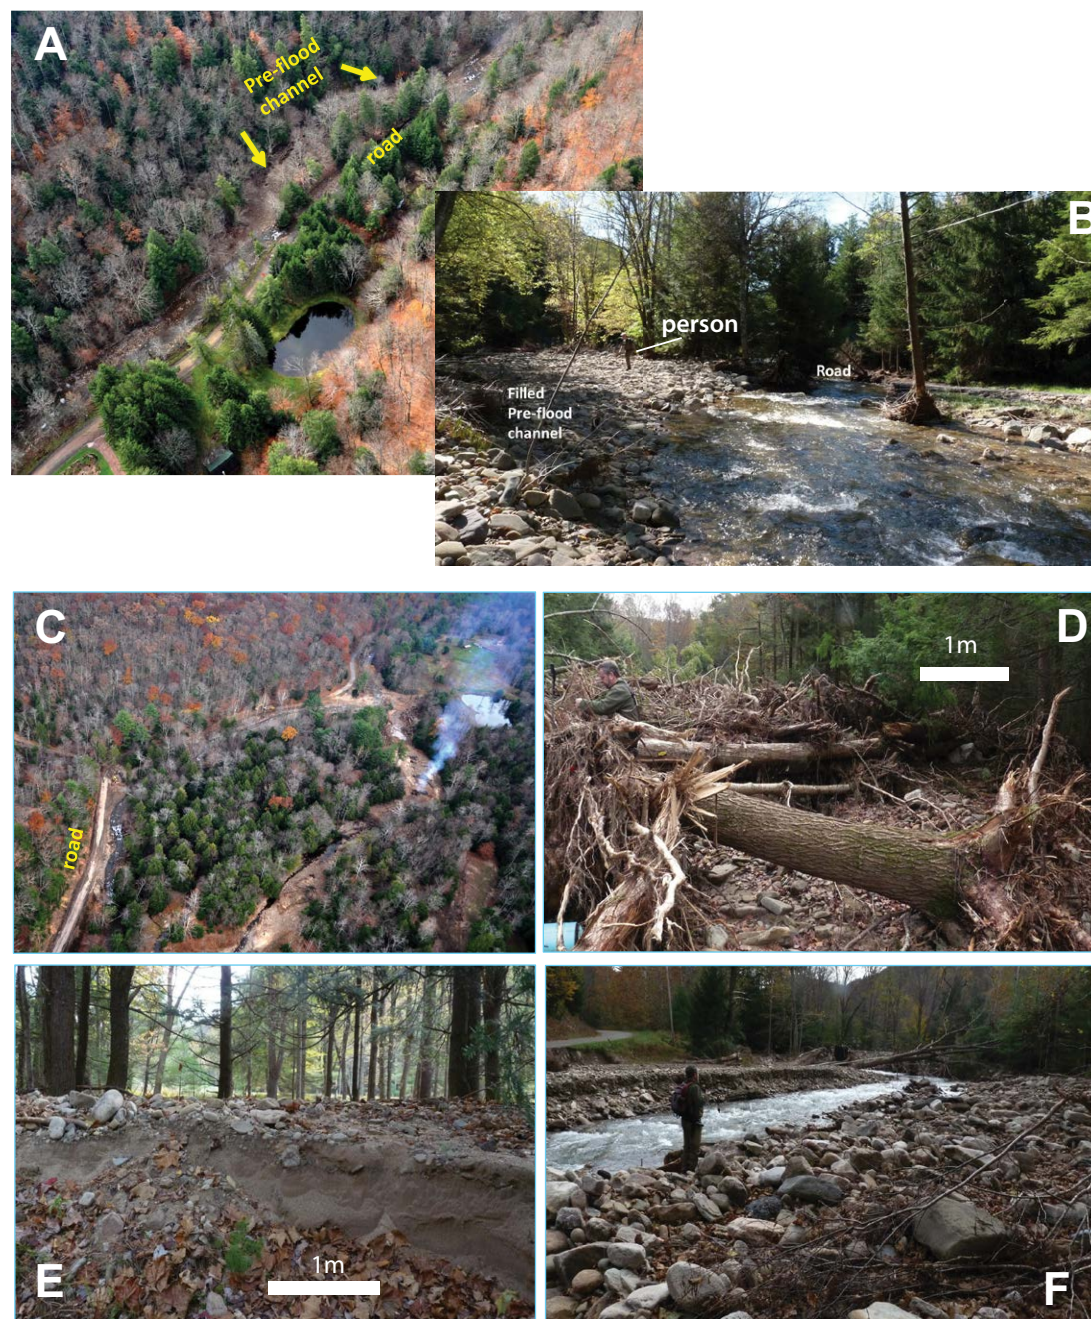 A
Pre-flood
channel
road
B
person
Road
Filled
Pre-flood
channel
C
road
D
1m
E
1m
F